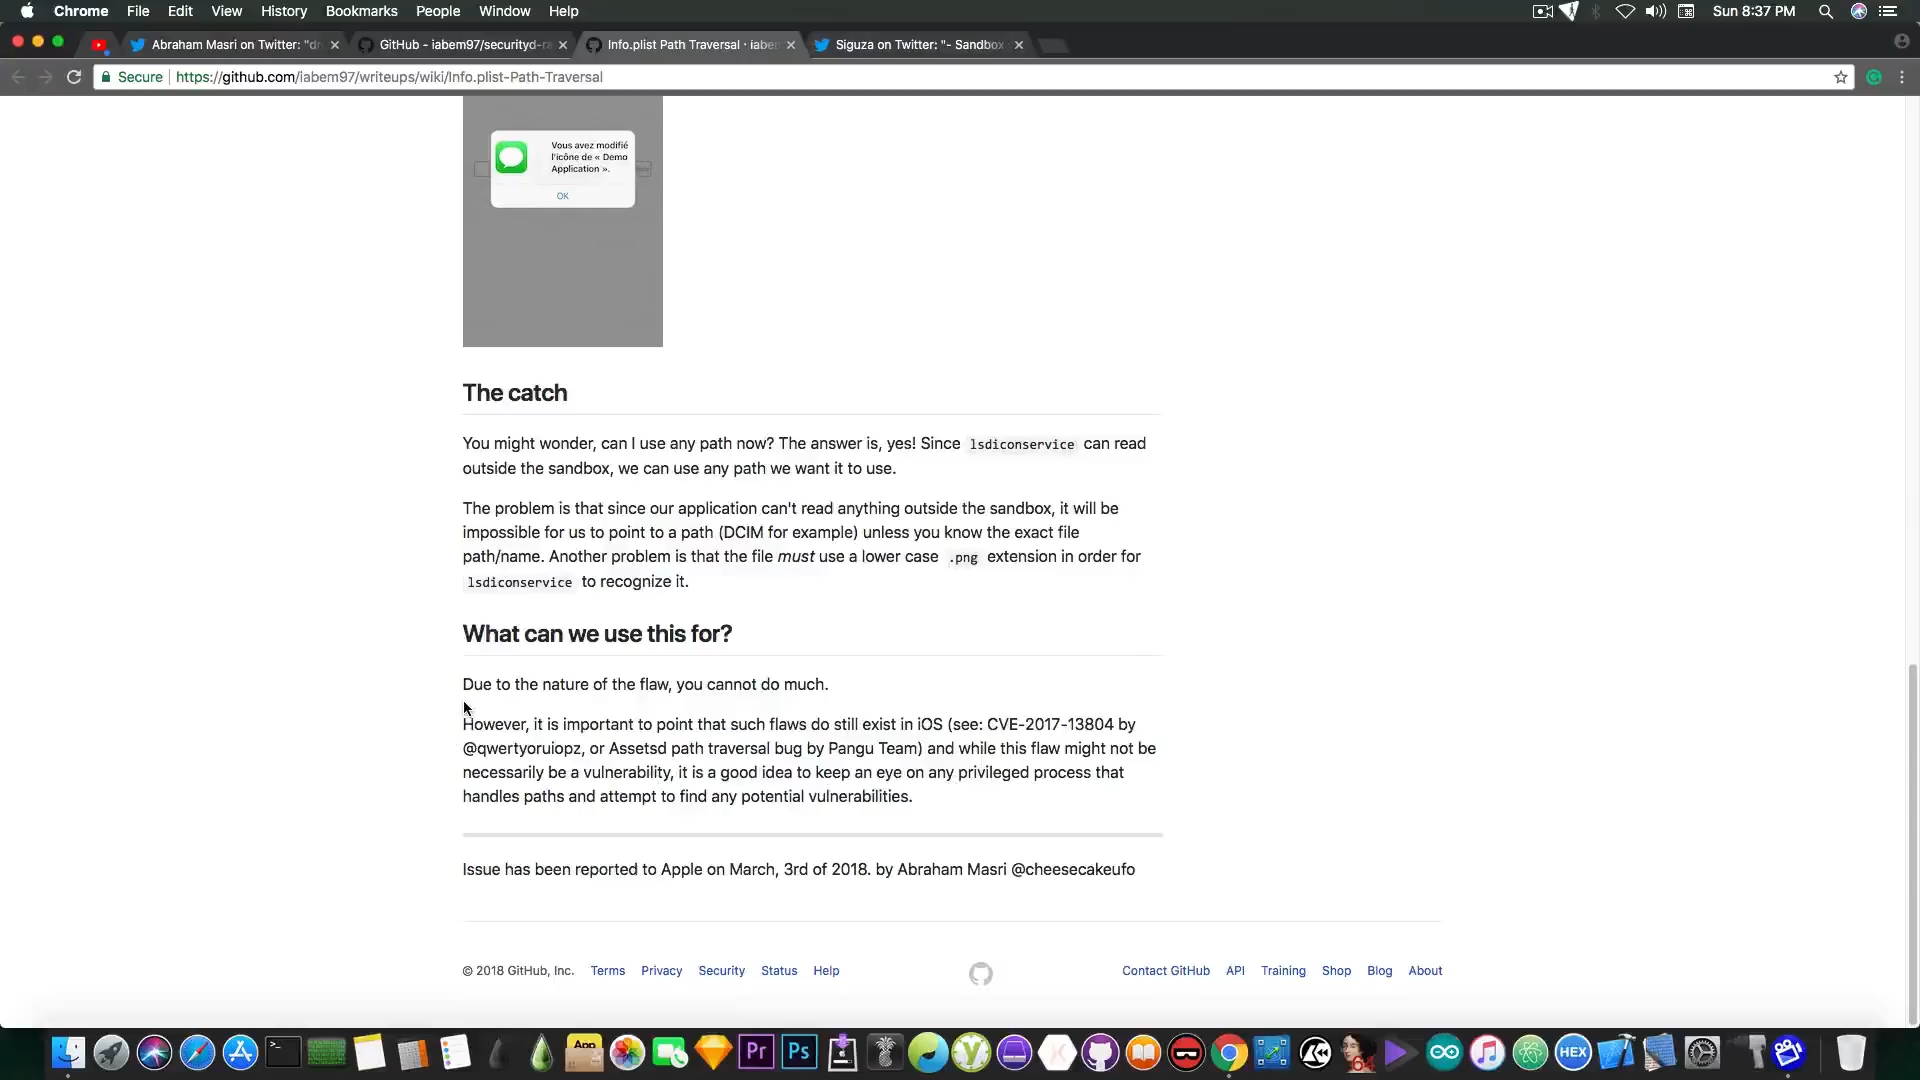 Chrome File Edit View History Bookmarks People Window Help Sun 8:37 PM
Abraham Masri on Twitter: "dr GitHub - iabem97/securityd-ra Info.plist Path Traversal · iabem Siguza on Twitter: "- Sandbox
Secure https://github.com/iabem97/writeups/wiki/Info.plist-Path-Traversal
Vous avez modifié
l'icône de « Demo
Application ».
OK
The catch
You might wonder, can I use any path now? The answer is, yes! Since lsdiconservice can read
outside the sandbox, we can use any path we want it to use.
The problem is that since our application can't read anything outside the sandbox, it will be
impossible for us to point to a path (DCIM for example) unless you know the exact file
path/name. Another problem is that the file must use a lower case .png extension in order for
lsdiconservice to recognize it.
What can we use this for?
Due to the nature of the flaw, you cannot do much.
However, it is important to point that such flaws do still exist in iOS (see: CVE-2017-13804 by
@qwertyoruiopz, or Assetsd path traversal bug by Pangu Team) and while this flaw might not be
necessarily be a vulnerability, it is a good idea to keep an eye on any privileged process that
handles paths and attempt to find any potential vulnerabilities.
Issue has been reported to Apple on March, 3rd of 2018. by Abraham Masri @cheesecakeufo
© 2018 GitHub, Inc. Terms Privacy Security Status Help Contact GitHub API Training Shop Blog About
App Pr Ps HEX